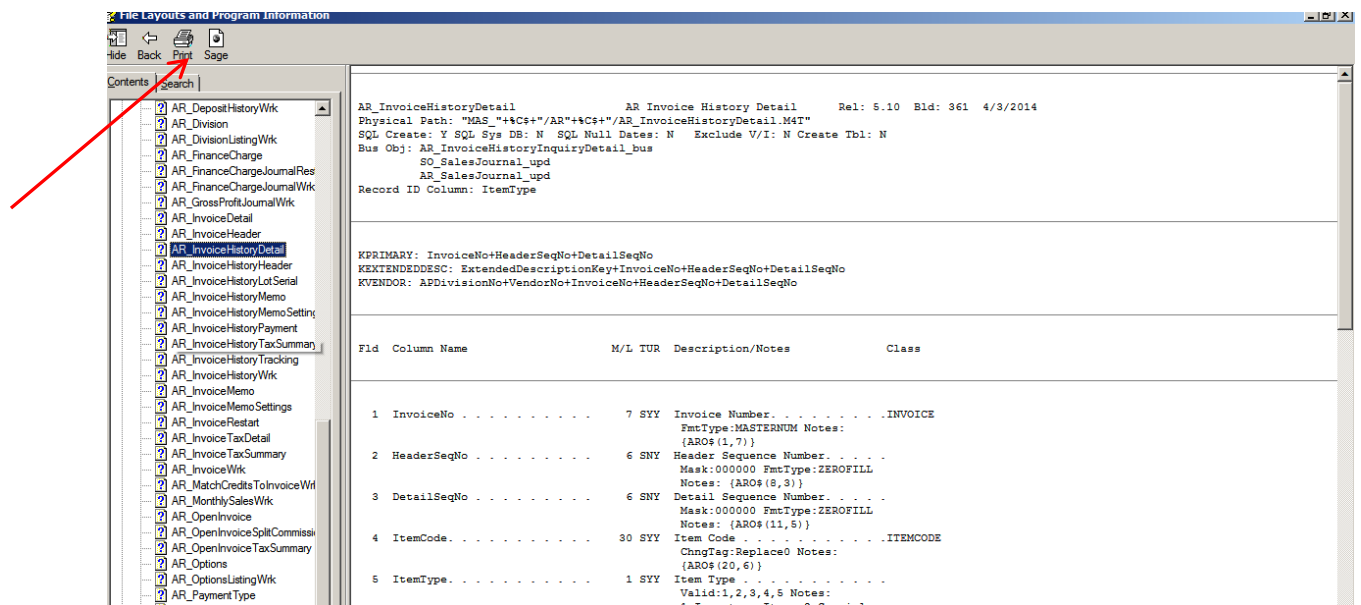 File Layouts and Program Information
Hide Back Print Sage
Contents Search
AR_DepositHistoryWrk
AR_Division
AR_DivisionListingWrk
AR_FinanceCharge
AR_FinanceChargeJournalRes
AR_FinanceChargeJournalWrk
AR_GrossProfitJournalWrk
AR_InvoiceDetail
AR_InvoiceHeader
AR_InvoiceHistoryDetail
AR_InvoiceHistoryHeader
AR_InvoiceHistoryLotSerial
AR_InvoiceHistoryMemo
AR_InvoiceHistoryMemoSetting
AR_InvoiceHistoryPayment
AR_InvoiceHistoryTaxSummary
AR_InvoiceHistoryTracking
AR_InvoiceHistoryWrk
AR_InvoiceMemo
AR_InvoiceMemoSettings
AR_InvoiceRestart
AR_InvoiceTaxDetail
AR_InvoiceTaxSummary
AR_InvoiceWrk
AR_MatchCreditsToInvoiceWrl
AR_MonthlySalesWrk
AR_OpenInvoice
AR_OpenInvoiceSplitCommissi
AR_OpenInvoiceTaxSummary
AR_Options
AR_OptionsListingWrk
AR_PaymentType
AR_InvoiceHistoryDetail AR Invoice History Detail Rel: 5.10 Bld: 361 4/3/2014
Physical Path: "MAS_"+%C$+"/AR"+%C$+"/AR_InvoiceHistoryDetail.M4T"
SQL Create: Y SQL Sys DB: N SQL Null Dates: N Exclude V/I: N Create Tbl: N
Bus Obj: AR_InvoiceHistoryInquiryDetail_bus
SO_SalesJournal_upd
AR_SalesJournal_upd
Record ID Column: ItemType
KPRIMARY: InvoiceNo+HeaderSeqNo+DetailSeqNo
KEXTENDEDDESC: ExtendedDescriptionKey+InvoiceNo+HeaderSeqNo+DetailSeqNo
KVENDOR: APDivisionNo+VendorNo+InvoiceNo+HeaderSeqNo+DetailSeqNo
Fld Column Name M/L TUR Description/Notes Class
1 InvoiceNo . . . . . . . . . . 7 SYY Invoice Number. . . . . . . . .INVOICE
FmtType:MASTERNUM Notes:
{ARO$(1,7)}
2 HeaderSeqNo . . . . . . . . . 6 SNY Header Sequence Number. . . . .
Mask:000000 FmtType:ZEROFILL
Notes: {ARO$(8,3)}
3 DetailSeqNo . . . . . . . . . 6 SNY Detail Sequence Number. . . . .
Mask:000000 FmtType:ZEROFILL
Notes: {ARO$(11,5)}
4 ItemCode. . . . . . . . . . . 30 SYY Item Code . . . . . . . . . . .ITEMCODE
ChngTag:Replace0 Notes:
{ARO$(20,6)}
5 ItemType. . . . . . . . . . . 1 SYY Item Type . . . . . . . . . . .
Valid:1,2,3,4,5 Notes: